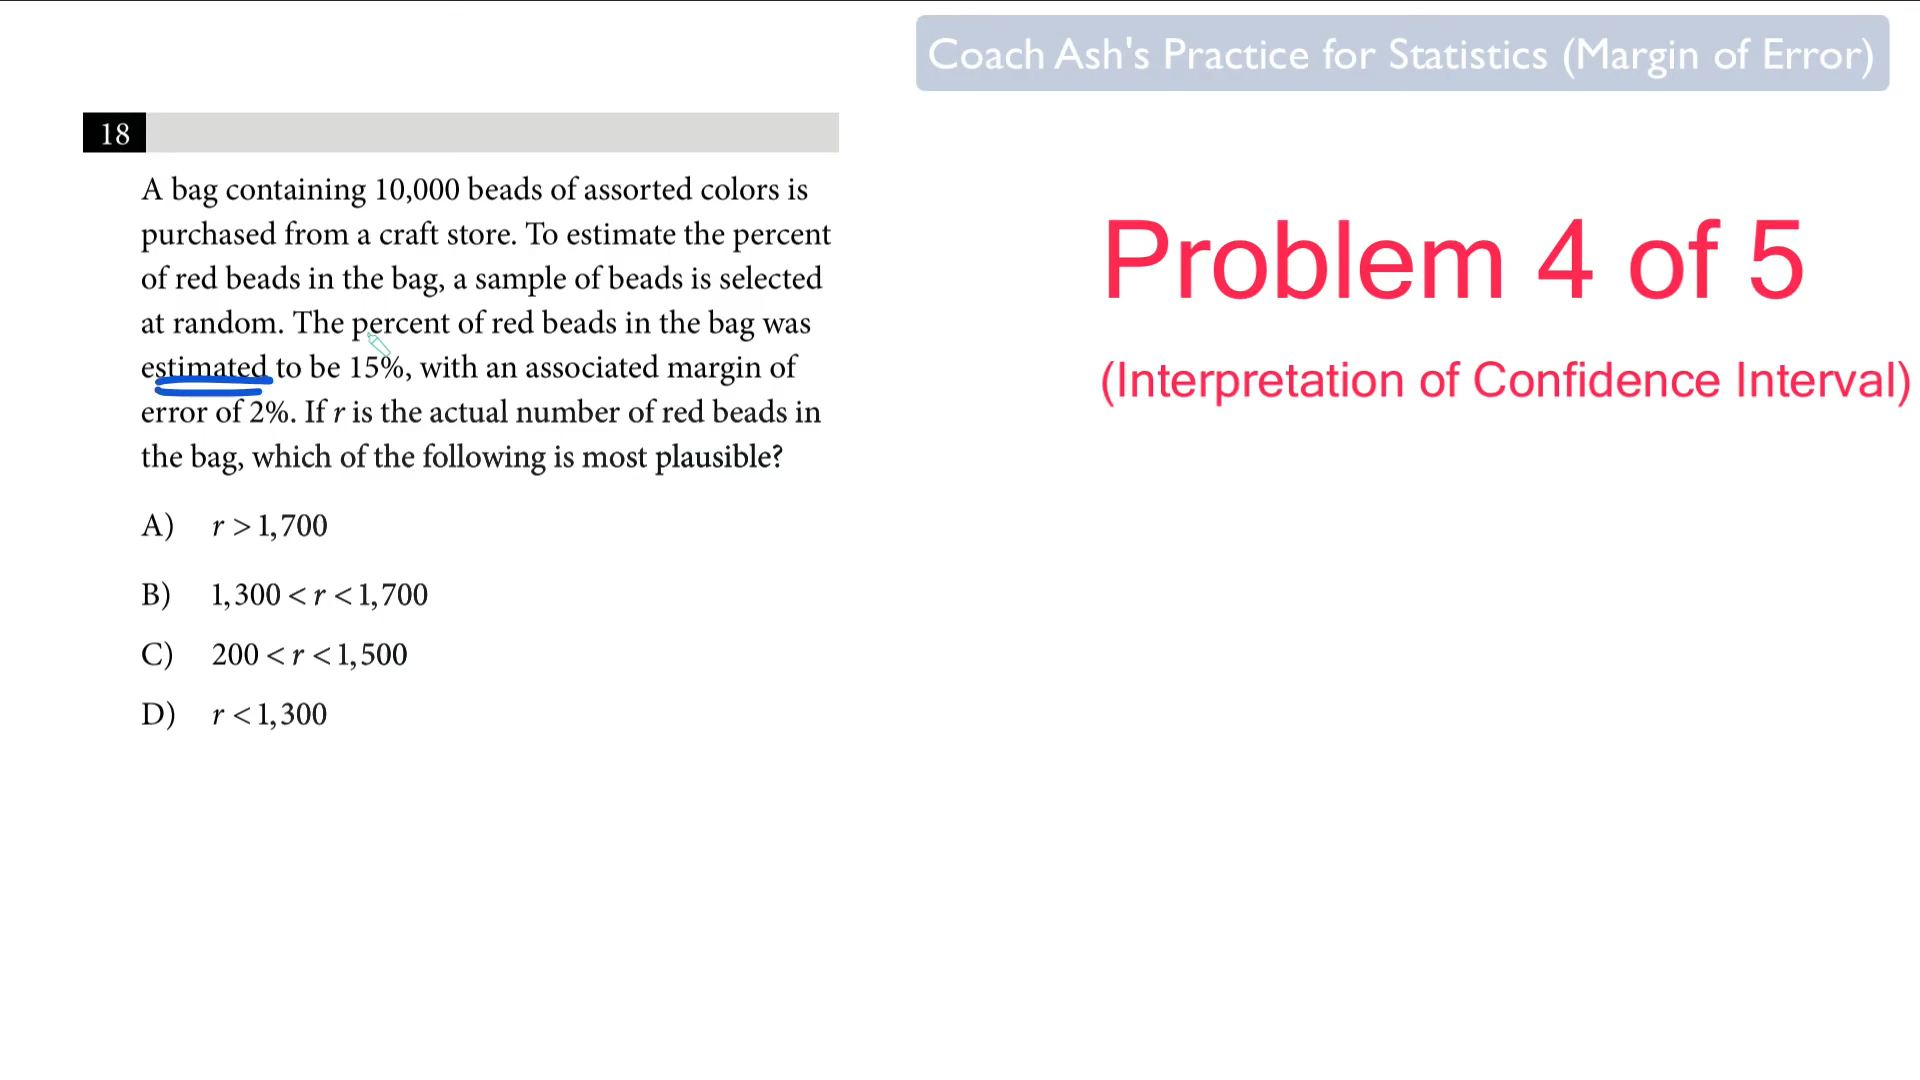 Coach Ash's Practice for Statistics (Margin of Error)
18
A bag containing 10,000 beads of assorted colors is
purchased from a craft store. To estimate the percent
of red beads in the bag, a sample of beads is selected
at random. The percent of red beads in the bag was
estimated to be 15%, with an associated margin of
error of 2%. If r is the actual number of red beads in
the bag, which of the following is most plausible?
A) r > 1,700
B) 1,300 < r < 1,700
C) 200 < r < 1,500
D) r < 1,300
Problem 4 of 5
(Interpretation of Confidence Interval)